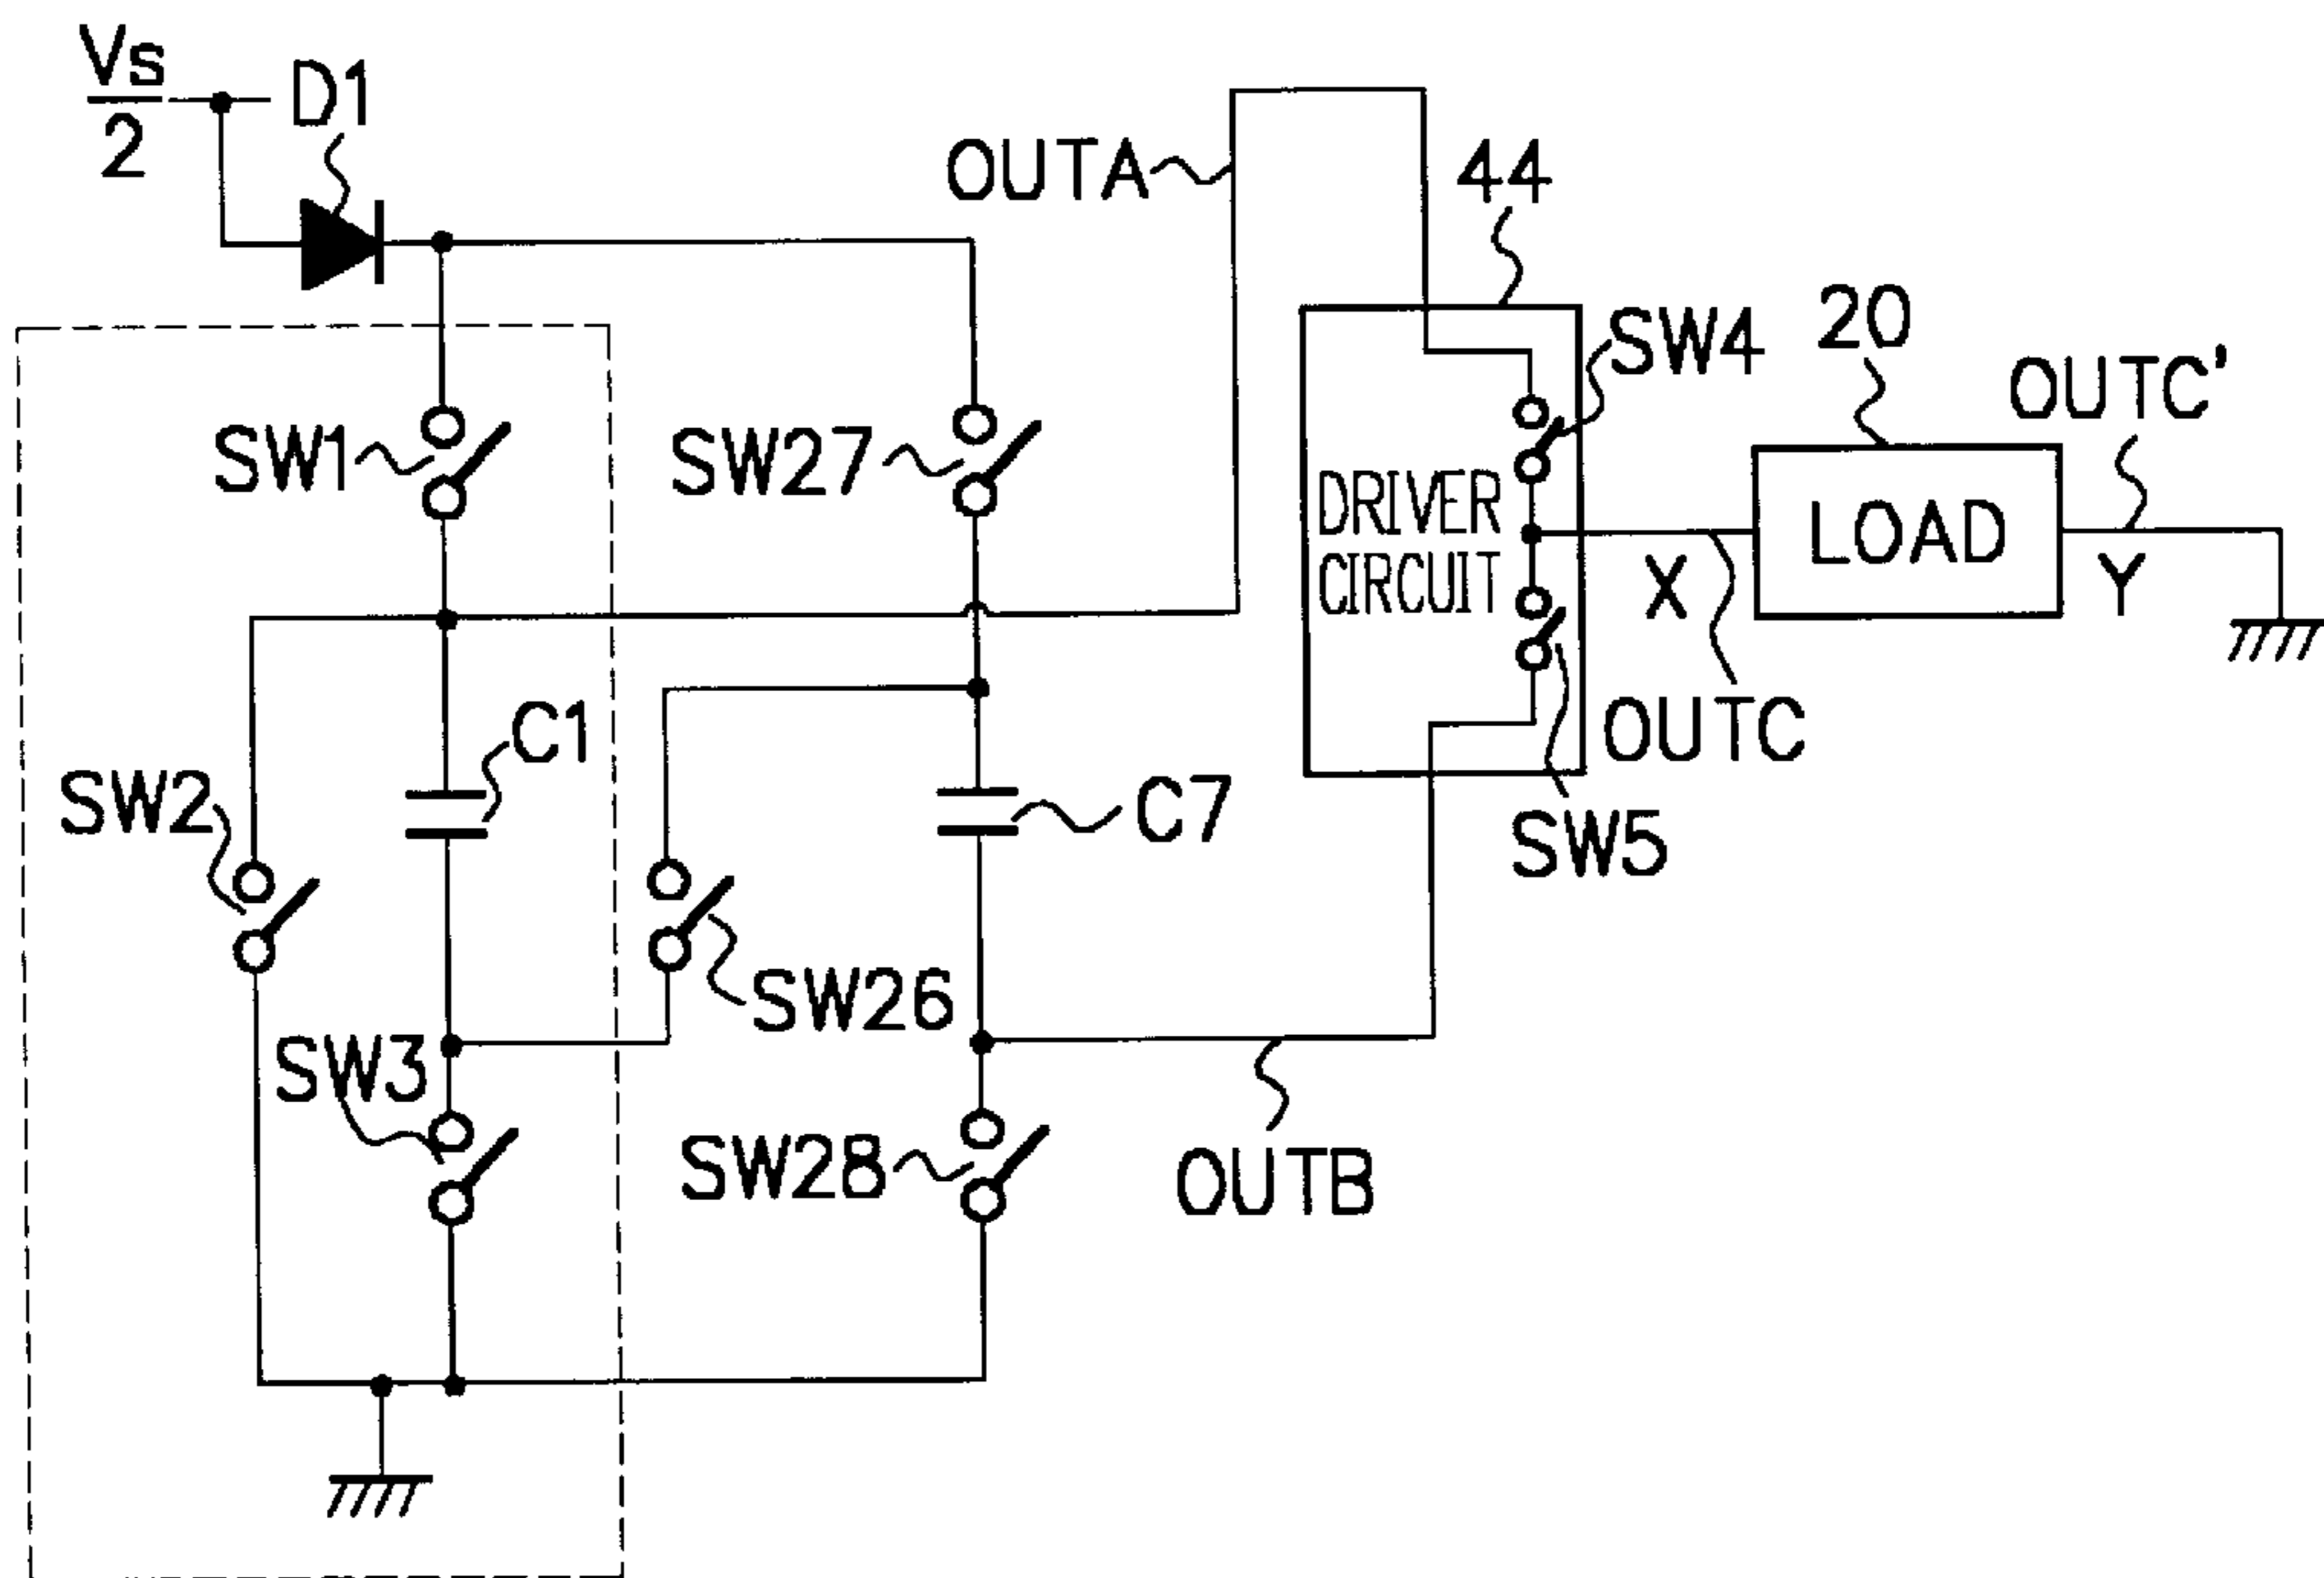 Vs
2
D1
OUTA
44
SW4
20
OUTC'
SW1
SW27
DRIVER
CIRCUIT
LOAD
X
Y
C1
OUTC
SW2
C7
SW5
SW26
SW3
SW28
OUTB